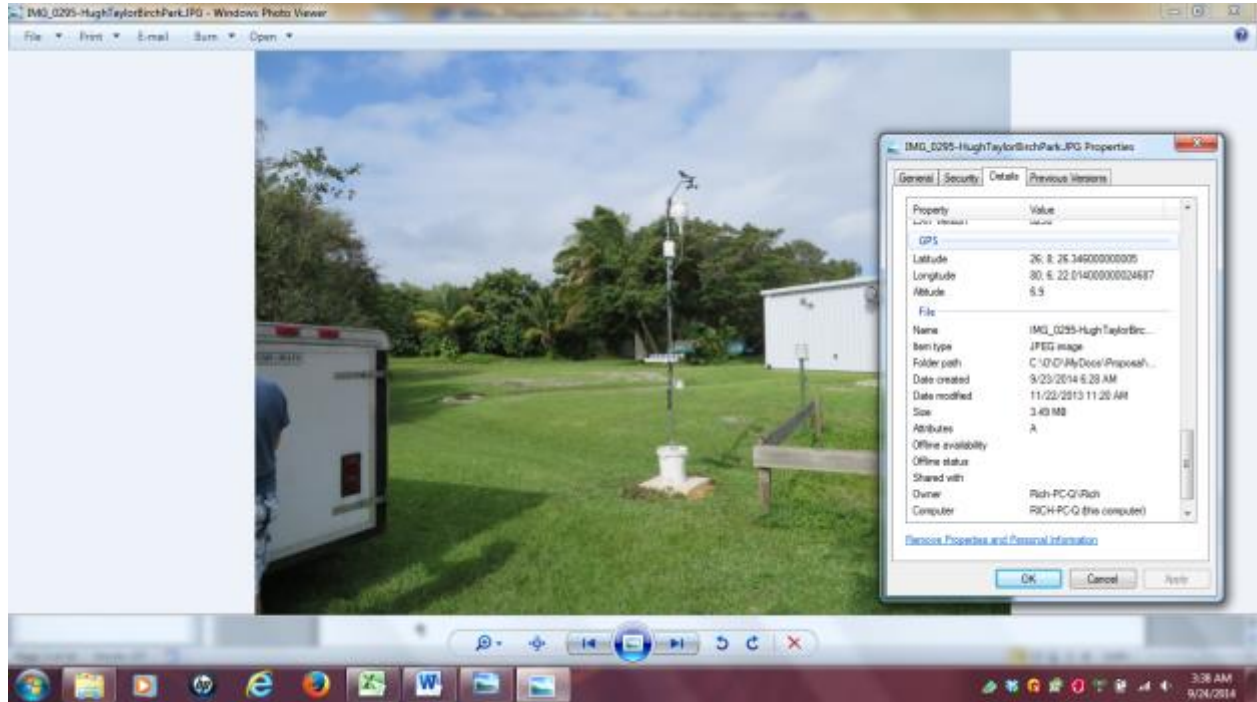 IMG_0295-HughTaylorBirchPark.JPG - Windows Photo Viewer
File Print E-mail Burn Open
IMG_0295-HughTaylorBirchPark.JPG Properties
General Security Details Previous Versions
Property Value
GPS
Latitude 26; 8; 26.346000000005
Longitude 80; 6; 22.014000000024687
Altitude 6.9
File
Name IMG_0295-HughTaylorBirc...
Item type JPEG image
Folder path C:\0\D\MyDocs\Proposal\...
Date created 9/23/2014 6:28 AM
Date modified 11/22/2013 11:20 AM
Size 3.49 MB
Attributes A
Offline availability
Offline status
Shared with
Owner Rich-PC-Q\Rich
Computer RICH-PC-Q (this computer)
Remove Properties and Personal Information
OK Cancel Apply
3:38 AM
9/24/2014